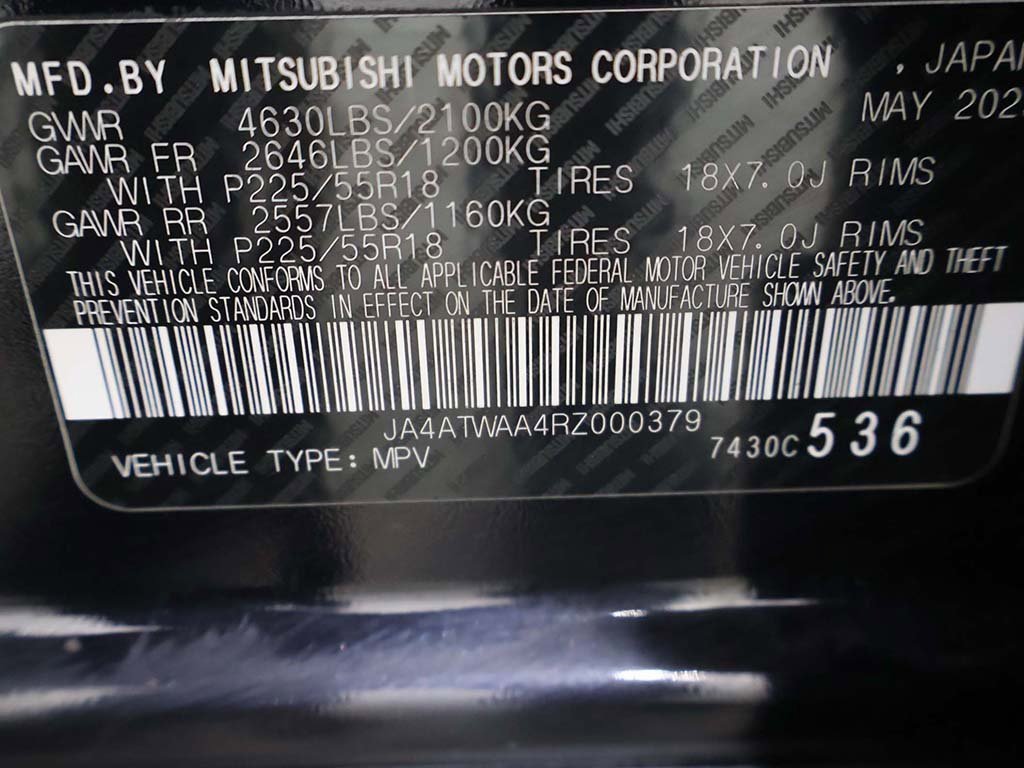 MFD.BY MITSUBISHI MOTORS CORPORATION , JAPAN
MAY 202
GVWR 4630LBS/2100KG
GAWR FR 2646LBS/1200KG
WITH P225/55R18 TIRES 18X7.0J RIMS
GAWR RR 2557LBS/1160KG
WITH P225/55R18 TIRES 18X7.0J RIMS
THIS VEHICLE CONFORMS TO ALL APPLICABLE FEDERAL MOTOR VEHICLE SAFETY AND THEFT
PREVENTION STANDARDS IN EFFECT ON THE DATE OF MANUFACTURE SHOWN ABOVE.
JA4ATWAA4RZ000379
7430C 536
VEHICLE TYPE: MPV